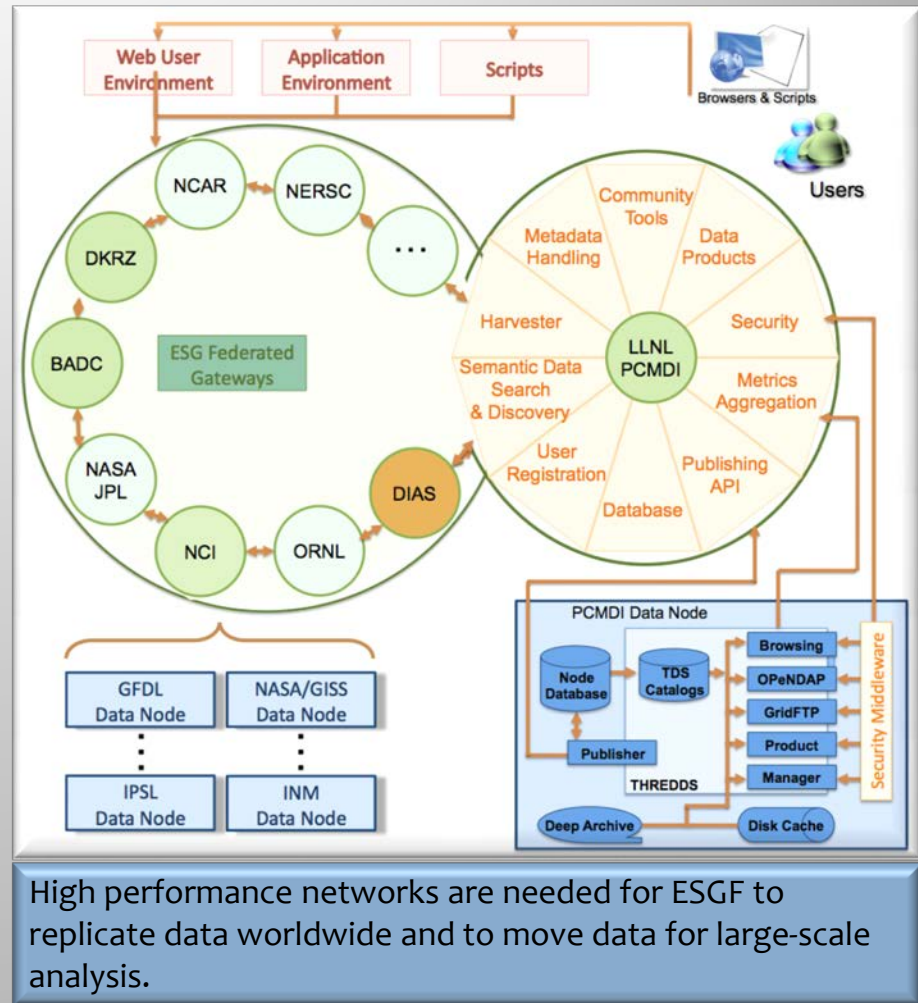 Web User
Environment
Application
Environment
Scripts
Browsers & Scripts
Users
NCAR
NERSC
...
DKRZ
BADC
NASA
JPL
NCI
ORNL
DIAS
ESG Federated
Gateways
Community
Tools
Metadata
Handling
Data
Products
Harvester
Security
LLNL
PCMDI
Semantic Data
Search
& Discovery
Metrics
Aggregation
User
Registration
Publishing
API
Database
GFDL
Data Node
NASA/GISS
Data Node
IPSL
Data Node
INM
Data Node
PCMDI Data Node
Node
Database
TDS
Catalogs
Publisher
THREDDS
Browsing
OPeNDAP
GridFTP
Product
Manager
Security Middleware
Deep Archive
Disk Cache
High performance networks are needed for ESGF to
replicate data worldwide and to move data for large-scale
analysis.